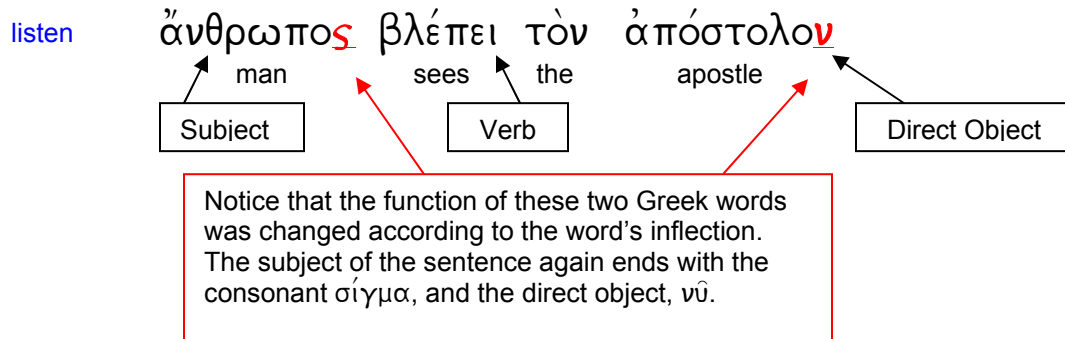 listen ἄνθρωπος βλέπει τὸν ἀπόστολον
man sees the apostle
Subject Verb Direct Object
Notice that the function of these two Greek words
was changed according to the word's inflection.
The subject of the sentence again ends with the
consonant σίγμα, and the direct object, νῦ.